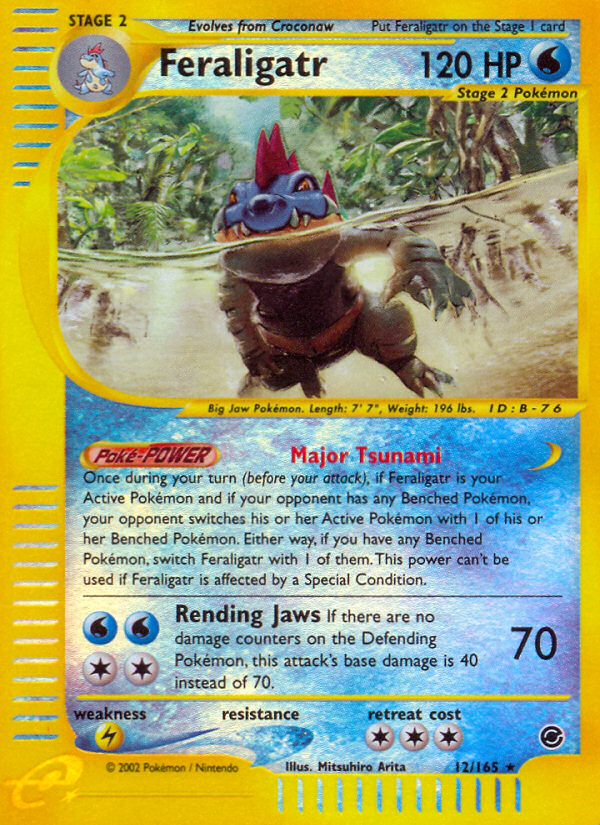 STAGE 2 Evolves from Croconaw Put Feraligatr on the Stage 1 card
Feraligatr 120 HP
Stage 2 Pokémon
Big Jaw Pokémon. Length: 7' 7", Weight: 196 lbs. ID: B-76
Poké-POWER Major Tsunami
Once during your turn (before your attack), if Feraligatr is your
Active Pokémon and if your opponent has any Benched Pokémon,
your opponent switches his or her Active Pokémon with 1 of his or
her Benched Pokémon. Either way, if you have any Benched
Pokémon, switch Feraligatr with 1 of them. This power can't be
used if Feraligatr is affected by a Special Condition.
Rending Jaws If there are no
damage counters on the Defending
Pokémon, this attack's base damage is 40
instead of 70.
70
weakness resistance retreat cost
© 2002 Pokémon / Nintendo Illus. Mitsuhiro Arita 12/165 ★